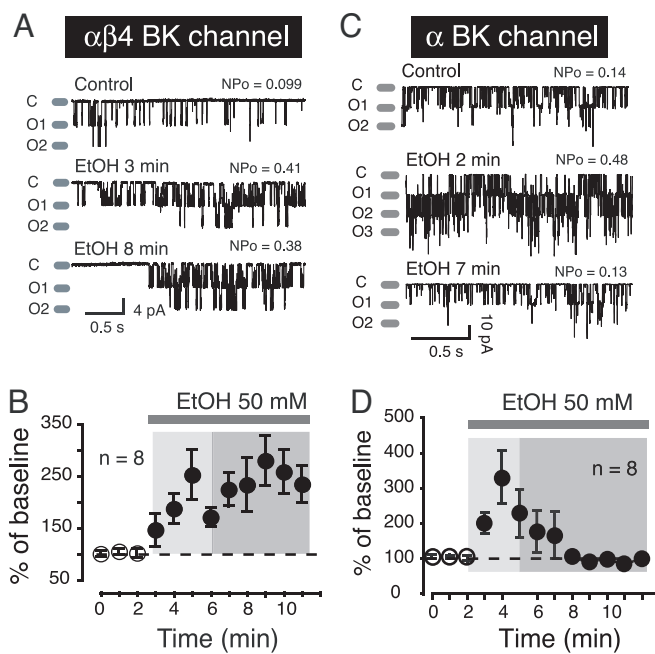 A
αβ4 BK channel
Control
NPo = 0.099
C
O1
O2
EtOH 3 min
NPo = 0.41
C
O1
O2
EtOH 8 min
NPo = 0.38
C
O1
O2
4 pA
0.5 s
C
α BK channel
Control
NPo = 0.14
C
O1
O2
EtOH 2 min
NPo = 0.48
C
O1
O2
O3
EtOH 7 min
NPo = 0.13
C
O1
O2
0.5 s
10 pA
B
EtOH 50 mM
350
n = 8
250
150
50
% of baseline
0 2 4 6 8 10
Time (min)
D
EtOH 50 mM
500
400
n = 8
300
200
100
0
% of baseline
0 2 4 6 8 10
Time (min)